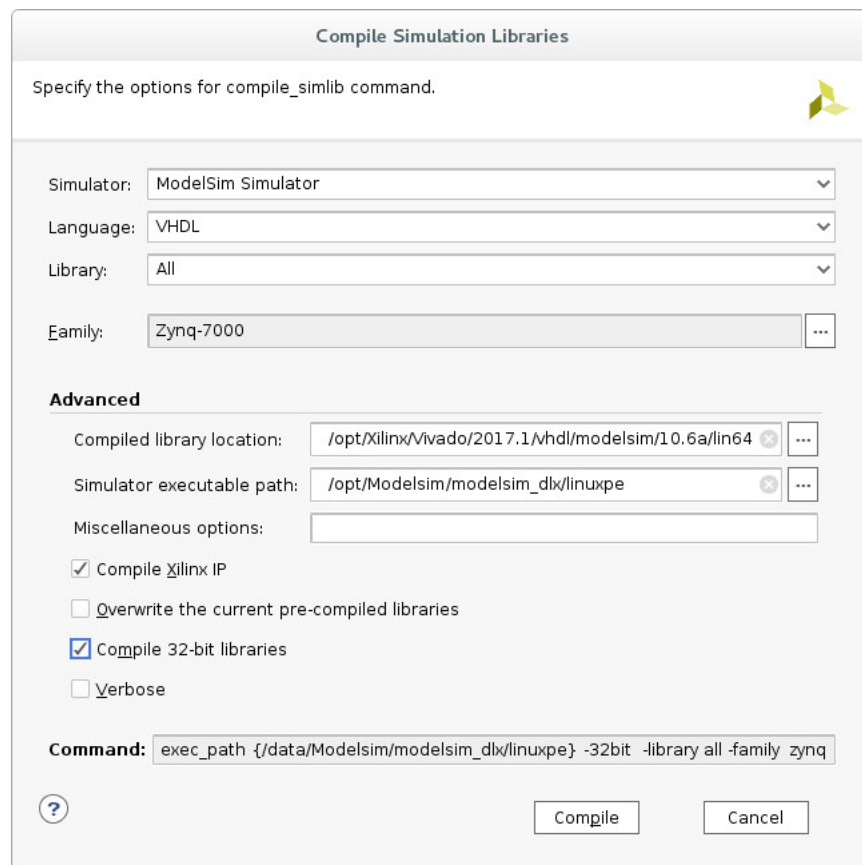 Compile Simulation Libraries
Specify the options for compile_simlib command.
Simulator: ModelSim Simulator
Language: VHDL
Library: All
Family: Zynq-7000 ...
Advanced
Compiled library location: /opt/Xilinx/Vivado/2017.1/vhdl/modelsim/10.6a/lin64 ...
Simulator executable path: /opt/Modelsim/modelsim_dlx/linuxpe ...
Miscellaneous options:
Compile Xilinx IP
Overwrite the current pre-compiled libraries
Compile 32-bit libraries
Verbose
Command: exec_path {/data/Modelsim/modelsim_dlx/linuxpe} -32bit -library all -family zynq
? Compile Cancel